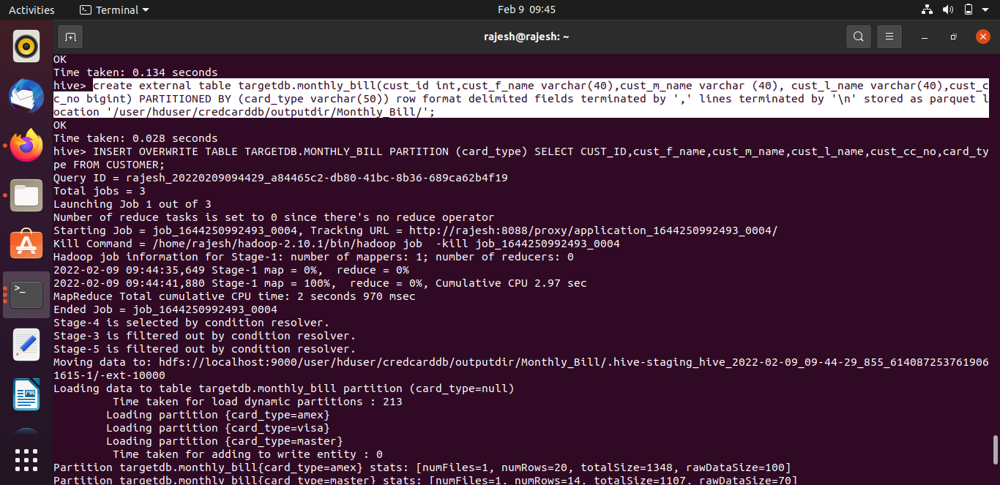 Activities
Terminal
Feb 9 09:45
rajesh@rajesh: ~
OK
Time taken: 0.134 seconds
hive> create external table targetdb.monthly_bill(cust_id int,cust_f_name varchar(40),cust_m_name varchar (40), cust_l_name varchar(40),cust_c
c_no bigint) PARTITIONED BY (card_type varchar(50)) row format delimited fields terminated by ',' lines terminated by '\n' stored as parquet l
ocation '/user/hduser/credcarddb/outputdir/Monthly_Bill/';
OK
Time taken: 0.028 seconds
hive> INSERT OVERWRITE TABLE TARGETDB.MONTHLY_BILL PARTITION (card_type) SELECT CUST_ID,cust_f_name,cust_m_name,cust_l_name,cust_cc_no,card_ty
pe FROM CUSTOMER;
Query ID = rajesh_20220209094429_a84465c2-db80-41bc-8b36-689ca62b4f19
Total jobs = 3
Launching Job 1 out of 3
Number of reduce tasks is set to 0 since there's no reduce operator
Starting Job = job_1644250992493_0004, Tracking URL = http://rajesh:8088/proxy/application_1644250992493_0004/
Kill Command = /home/rajesh/hadoop-2.10.1/bin/hadoop job  -kill job_1644250992493_0004
Hadoop job information for Stage-1: number of mappers: 1; number of reducers: 0
2022-02-09 09:44:35,649 Stage-1 map = 0%,  reduce = 0%
2022-02-09 09:44:41,880 Stage-1 map = 100%,  reduce = 0%, Cumulative CPU 2.97 sec
MapReduce Total cumulative CPU time: 2 seconds 970 msec
Ended Job = job_1644250992493_0004
Stage-4 is selected by condition resolver.
Stage-3 is filtered out by condition resolver.
Stage-5 is filtered out by condition resolver.
Moving data to: hdfs://localhost:9000/user/hduser/credcarddb/outputdir/Monthly_Bill/.hive-staging_hive_2022-02-09_09-44-29_855_614087253761906
1615-1/-ext-10000
Loading data to table targetdb.monthly_bill partition (card_type=null)
Time taken for load dynamic partitions : 213
Loading partition {card_type=amex}
Loading partition {card_type=visa}
Loading partition {card_type=master}
Time taken for adding to write entity : 0
Partition targetdb.monthly_bill{card_type=amex} stats: [numFiles=1, numRows=20, totalSize=1348, rawDataSize=100]
Partition targetdb.monthly_bill{card_type=master} stats: [numFiles=1, numRows=14, totalSize=1107, rawDataSize=70]